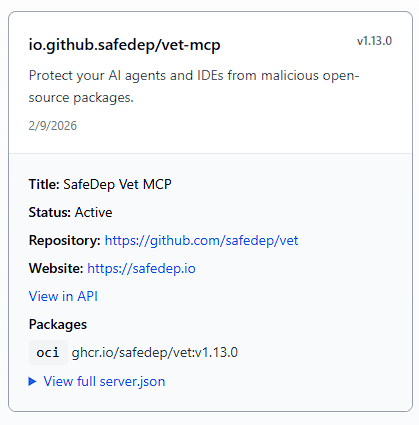 io.github.safedep/vet-mcp
v1.13.0
Protect your AI agents and IDEs from malicious open-
source packages.
2/9/2026
Title: SafeDep Vet MCP
Status: Active
Repository: https://github.com/safedep/vet
Website: https://safedep.io
View in API
Packages
oci ghcr.io/safedep/vet:v1.13.0
▶ View full server.json